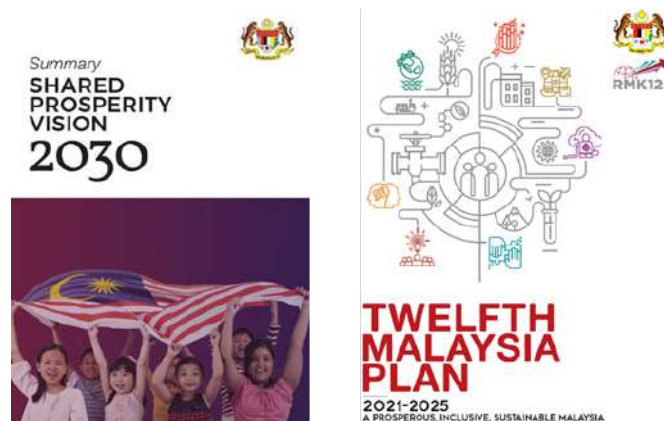 Summary
SHARED
PROSPERITY
VISION
2030
RMK12
TWELFTH
MALAYSIA
PLAN
2021-2025
A PROSPEROUS, INCLUSIVE, SUSTAINABLE MALAYSIA